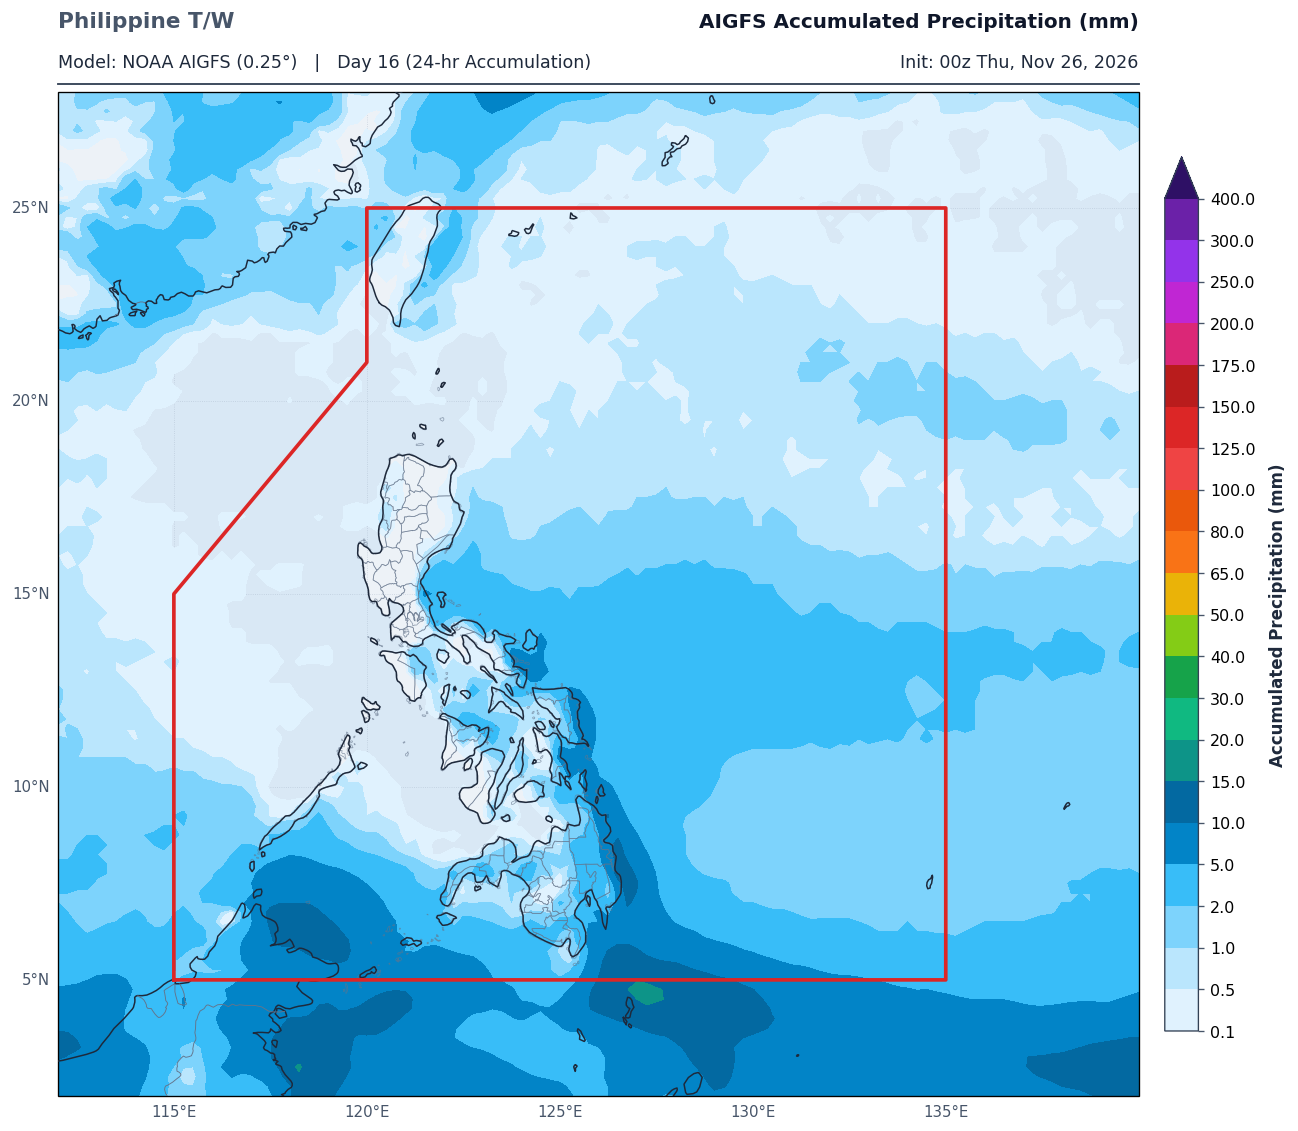 Philippine T/W
AIGFS Accumulated Precipitation (mm)
Model: NOAA AIGFS (0.25°)   |   Day 16 (24-hr Accumulation)
Init: 00z Thu, Nov 26, 2026
25°N
20°N
15°N
10°N
5°N
115°E
120°E
125°E
130°E
135°E
400.0
300.0
250.0
200.0
175.0
150.0
125.0
100.0
80.0
65.0
50.0
40.0
30.0
20.0
15.0
10.0
5.0
2.0
1.0
0.5
0.1
Accumulated Precipitation (mm)